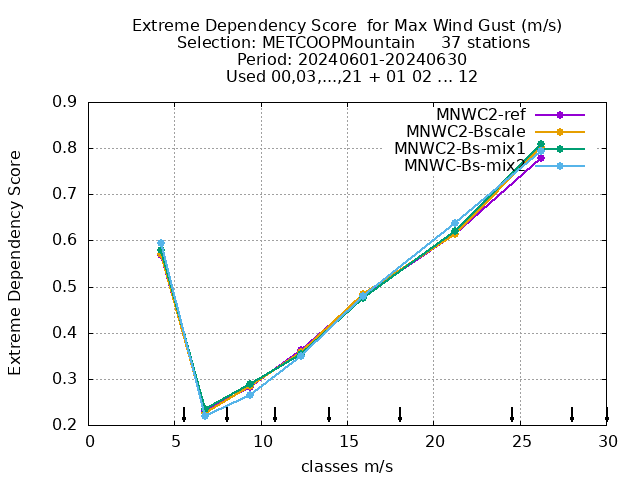 Extreme Dependency Score  for Max Wind Gust (m/s)
Selection: METCOOPMountain     37 stations
Period: 20240601-20240630
Used 00,03,...,21 + 01 02 ... 12
MNWC2-ref
MNWC2-Bscale
MNWC2-Bs-mix1
MNWC-Bs-mix2
Extreme Dependency Score
0.9
0.8
0.7
0.6
0.5
0.4
0.3
0.2
0 5 10 15 20 25 30
classes m/s